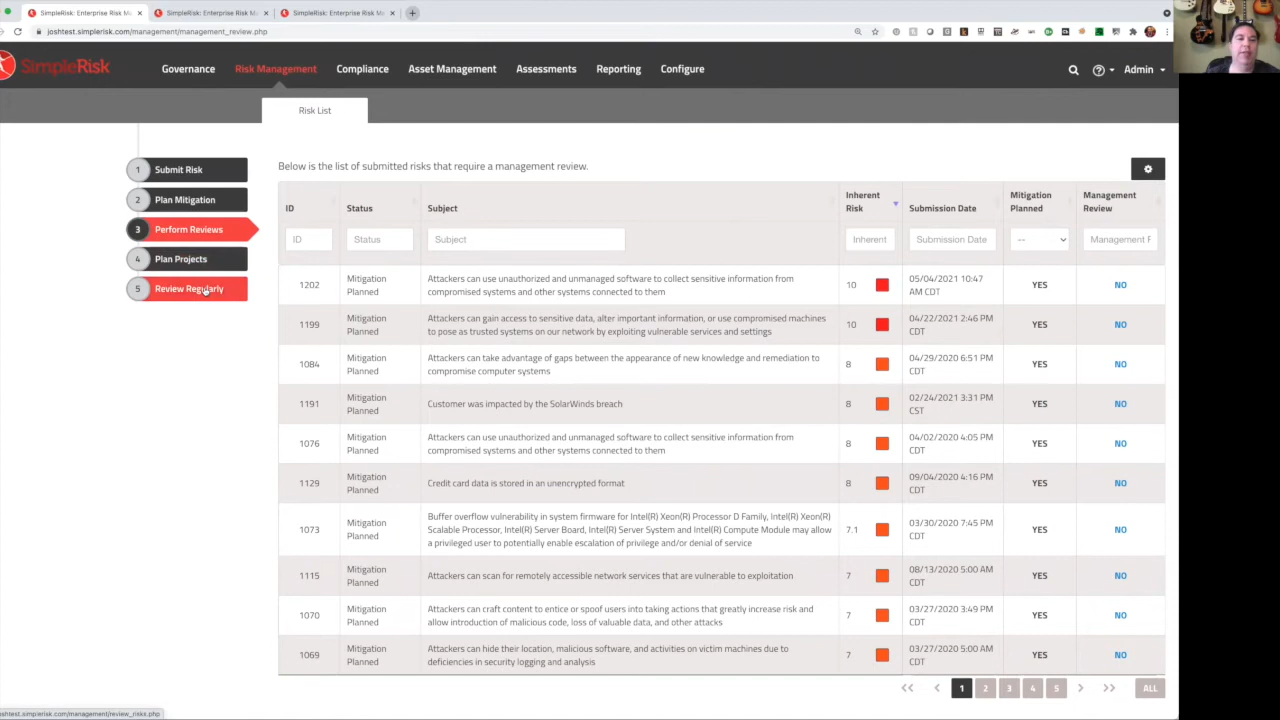 SimpleRisk: Enterprise Risk M
SimpleRisk: Enterprise Risk M
SimpleRisk: Enterprise Risk M
joshtest.simplerisk.com/management/management_review.php
SimpleRisk
Governance
Risk Management
Compliance
Asset Management
Assessments
Reporting
Configure
Admin
Risk List
1 Submit Risk
2 Plan Mitigation
3 Perform Reviews
4 Plan Projects
5 Review Regularly
Below is the list of submitted risks that require a management review.
ID
Status
Subject
Inherent
Risk
Submission Date
Mitigation
Planned
Management
Review
ID
Status
Subject
Inherent
Submission Date
--
Management F
1202
Mitigation
Planned
Attackers can use unauthorized and unmanaged software to collect sensitive information from
compromised systems and other systems connected to them
10
05/04/2021 10:47
AM CDT
YES
NO
1199
Mitigation
Planned
Attackers can gain access to sensitive data, alter important information, or use compromised machines
to pose as trusted systems on our network by exploiting vulnerable services and settings
10
04/22/2021 2:46 PM
CDT
YES
NO
1084
Mitigation
Planned
Attackers can take advantage of gaps between the appearance of new knowledge and remediation to
compromise computer systems
8
04/29/2020 6:51 PM
CDT
YES
NO
1191
Mitigation
Planned
Customer was impacted by the SolarWinds breach
8
02/24/2021 3:31 PM
CST
YES
NO
1076
Mitigation
Planned
Attackers can use unauthorized and unmanaged software to collect sensitive information from
compromised systems and other systems connected to them
8
04/02/2020 4:05 PM
CDT
YES
NO
1129
Mitigation
Planned
Credit card data is stored in an unencrypted format
8
09/04/2020 4:16 PM
CDT
YES
NO
1073
Mitigation
Planned
Buffer overflow vulnerability in system firmware for Intel(R) Xeon(R) Processor D Family, Intel(R) Xeon(R)
Scalable Processor, Intel(R) Server Board, Intel(R) Server System and Intel(R) Compute Module may allow
a privileged user to potentially enable escalation of privilege and/or denial of service
7.1
03/30/2020 7:45 PM
CDT
YES
NO
1115
Mitigation
Planned
Attackers can scan for remotely accessible network services that are vulnerable to exploitation
7
08/13/2020 5:00 AM
CDT
YES
NO
1070
Mitigation
Planned
Attackers can craft content to entice or spoof users into taking actions that greatly increase risk and
allow introduction of malicious code, loss of valuable data, and other attacks
7
03/27/2020 3:49 PM
CDT
YES
NO
1069
Mitigation
Planned
Attackers can hide their location, malicious software, and activities on victim machines due to
deficiencies in security logging and analysis
7
03/27/2020 5:00 AM
CDT
YES
NO
1 2 3 4 5 ALL
joshtest.simplerisk.com/management/review_risks.php